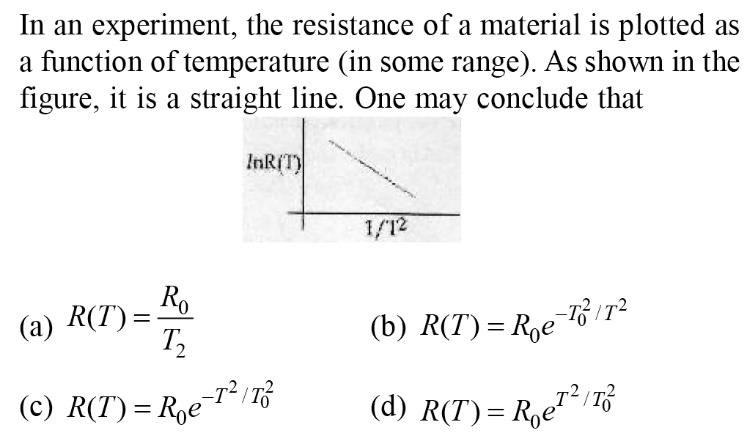 In an experiment, the resistance of a material is plotted as
a function of temperature (in some range). As shown in the
figure, it is a straight line. One may conclude that
lnR(T)
1/T²
(a) R(T) = R₀/T₂
(b) R(T) = R₀e^{-T₀²/T²}
(c) R(T) = R₀e^{-T²/T₀²}
(d) R(T) = R₀e^{T²/T₀²}